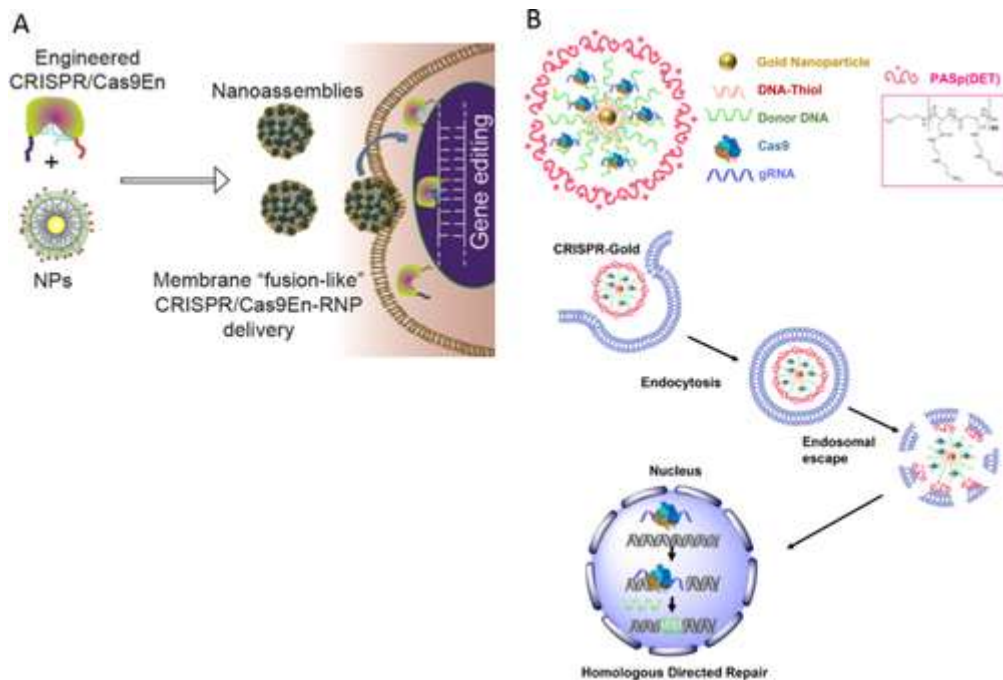 A
Engineered
CRISPR/Cas9En
+
NPs
Nanoassemblies
Membrane "fusion-like"
CRISPR/Cas9En-RNP
delivery
Gene editing
B
Gold Nanoparticle
DNA-Thiol
Donor DNA
Cas9
gRNA
PASp(DET)
CRISPR-Gold
Endocytosis
Endosomal
escape
Nucleus
Homologous Directed Repair